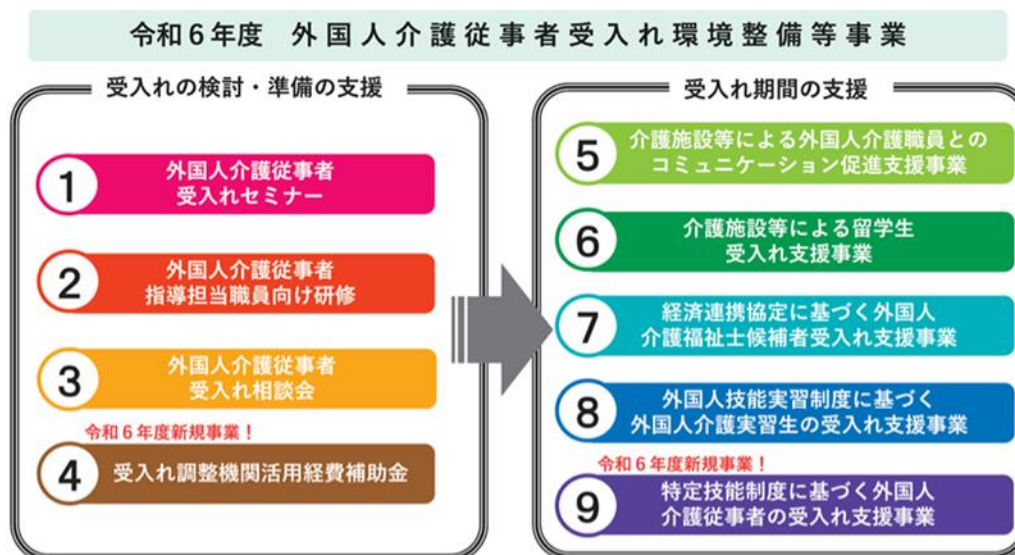 令和６年度 外国人介護従事者受入れ環境整備等事業
受入れの検討・準備の支援
1
外国人介護従事者
受入れセミナー
2
外国人介護従事者
指導担当職員向け研修
3
外国人介護従事者
受入れ相談会
令和６年度新規事業！
4
受入れ調整機関活用経費補助金
受入れ期間の支援
5
介護施設等による外国人介護職員との
コミュニケーション促進支援事業
6
介護施設等による留学生
受入れ支援事業
7
経済連携協定に基づく外国人
介護福祉士候補者受入れ支援事業
8
外国人技能実習制度に基づく
外国人介護実習生の受入れ支援事業
令和６年度新規事業！
9
特定技能制度に基づく外国人
介護従事者の受入れ支援事業